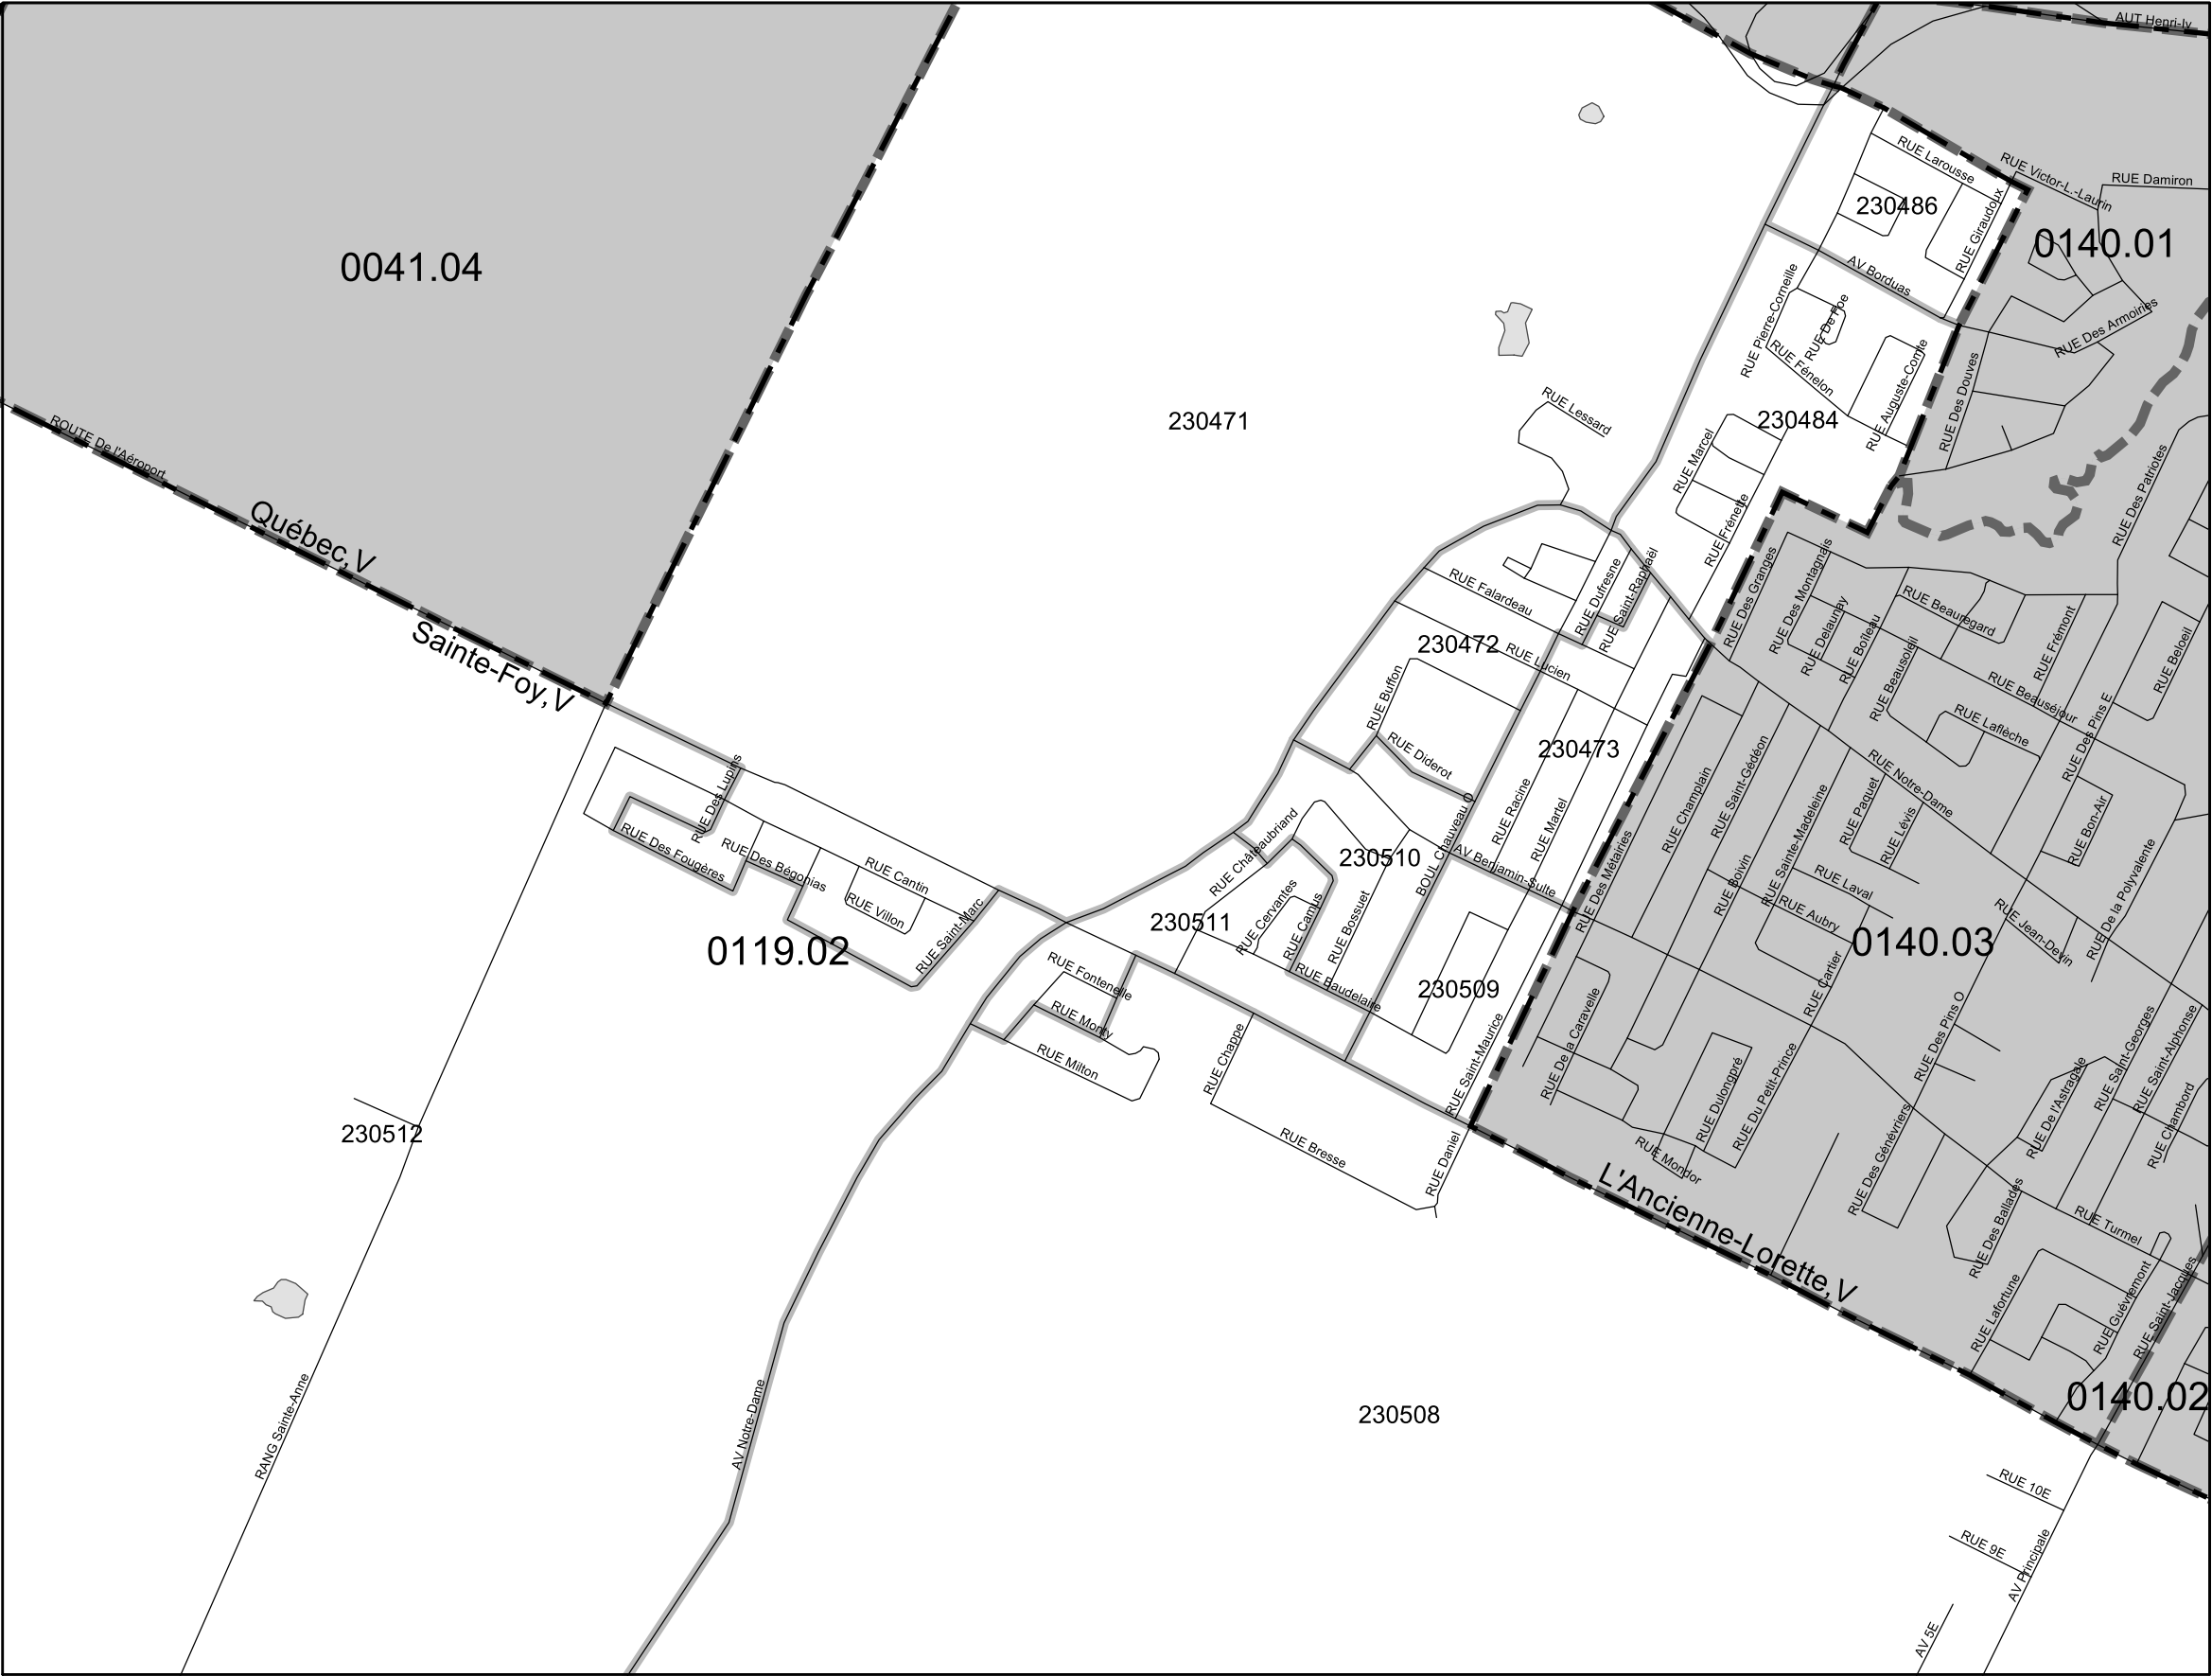 AUT Henri-Iv
RUE Larousse
RUE Victor-L.-Laurin
RUE Damiron
230486
RUE Giraudoux
0140.01
0041.04
AV Borduas
RUE Pierre-Corneille
RUE De Foe
RUE Des Armoiries
RUE Fénelon
RUE Auguste-Comte
RUE Des Douves
230471
RUE Lessard
230484
ROUTE De l'Aéroport
RUE Marcel
RUE Des Patriotes
Québec,V
RUE Frénette
Sainte-Foy,V
RUE Falardeau
RUE Dufresne
RUE Saint-Raphaël
RUE Des Granges
RUE Des Montagnais
RUE Delaunay
RUE Boileau
RUE Beauregard
RUE Frémont
RUE Beloeil
230472
RUE Lucien
RUE Buffon
RUE Beausoleil
RUE Beauséjour
RUE Laflèche
RUE Des Pins E
230473
RUE Diderot
RUE Notre-Dame
RUE Des Lupins
RUE Champlain
RUE Saint-Gédéon
RUE Sainte-Madeleine
RUE Paquet
RUE Lévis
RUE Bon-Air
RUE Racine
RUE Martel
RUE Des Fougères
RUE Des Bégonias
RUE Cantin
RUE Villon
RUE Saint-Marc
RUE Châteaubriand
230510
BOUL Chauveau O
AV Benjamin-Sulte
RUE Des Métairies
RUE Boivin
RUE Laval
RUE Aubry
RUE De la Polyvalente
RUE Jean-Devin
0119.02
230511
RUE Cervantes
RUE Camus
RUE Bossuet
RUE Baudelaire
230509
0140.03
RUE Cartier
RUE Fontenelle
RUE Monty
RUE Milton
RUE Chappe
RUE Saint-Maurice
RUE De la Caravelle
RUE Dulongpré
RUE Du Petit-Prince
RUE Des Pins O
RUE De l'Astragale
RUE Saint-Georges
RUE Saint-Alphonse
RUE Chambord
230512
RUE Bresse
RUE Daniel
RUE Mondor
RUE Des Génévriers
L'Ancienne-Lorette,V
RUE Des Ballades
RUE Turmel
RUE Lafortune
RUE Guèvremont
RUE Saint-Jacques
RANG Sainte-Anne
AV Notre-Dame
230508
0140.02
RUE 10E
RUE 9E
AV Principale
AV 5E